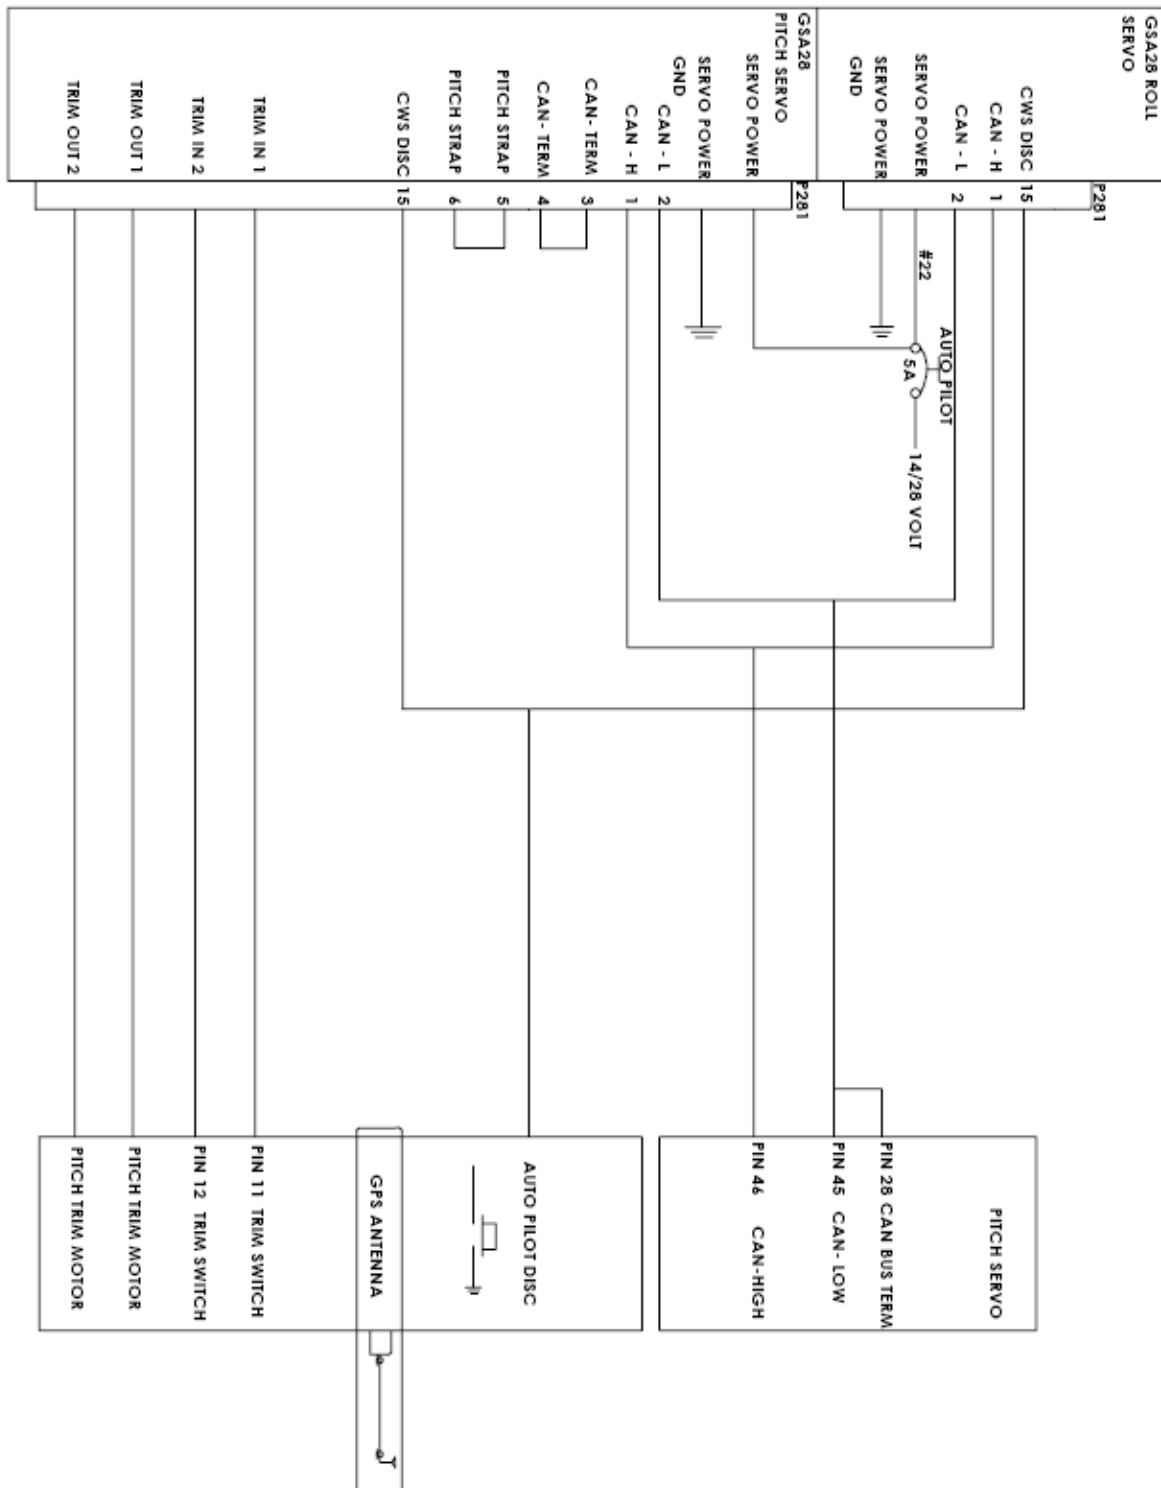 GSA28 ROLL
SERVO
P281
CWS DISC 15
CAN - H 1
CAN - L 2
SERVO POWER
#22
AUTO PILOT
5A
14/28 VOLT
SERVO POWER
GND
GSA28
PITCH SERVO
P281
SERVO POWER
SERVO POWER
GND
CAN - L 2
CAN - H 1
CAN- TERM 3
CAN- TERM 4
PITCH STRAP 5
PITCH STRAP 6
CWS DISC 15
TRIM IN 1
TRIM IN 2
TRIM OUT 1
TRIM OUT 2
PITCH SERVO
PIN 28 CAN BUS TERM
PIN 45 CAN- LOW
PIN 46 CAN-HIGH
AUTO PILOT DISC
GPS ANTENNA
PIN 11 TRIM SWITCH
PIN 12 TRIM SWITCH
PITCH TRIM MOTOR
PITCH TRIM MOTOR